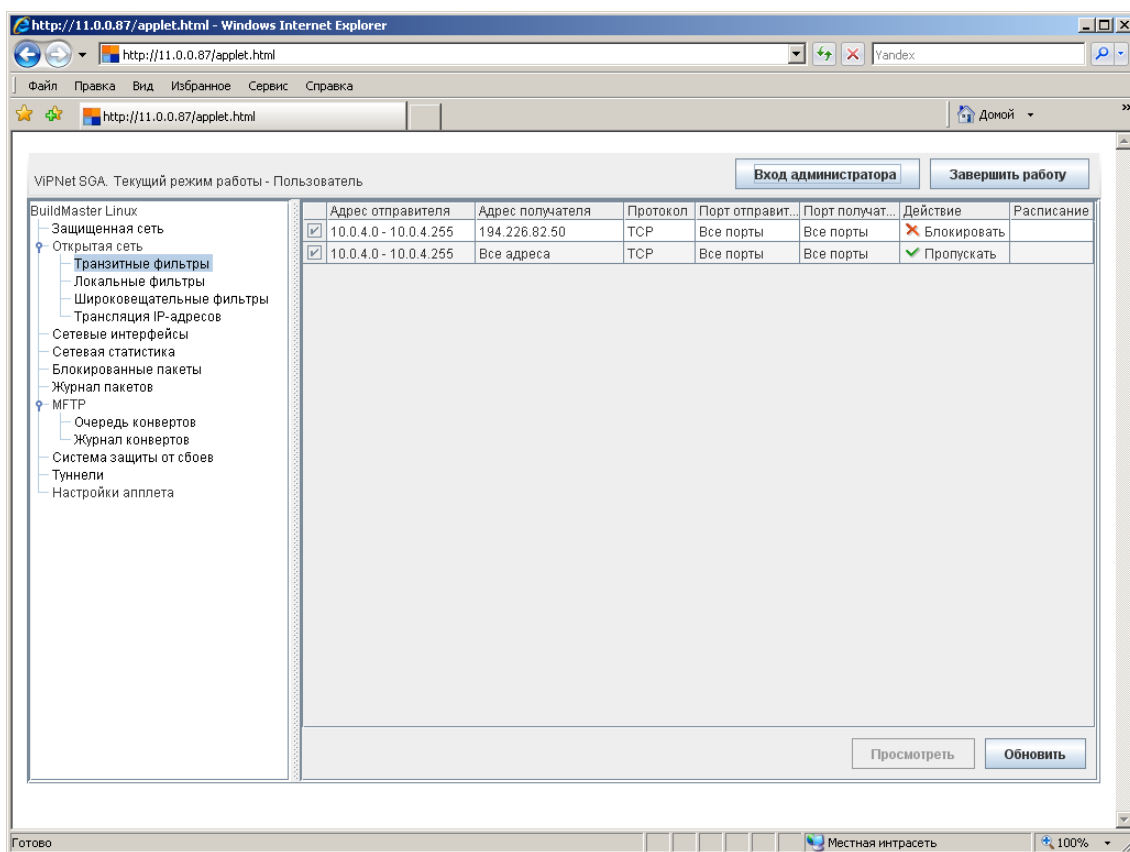 http://11.0.0.87/applet.html - Windows Internet Explorer
http://11.0.0.87/applet.html Yandex
Файл Правка Вид Избранное Сервис Справка
http://11.0.0.87/applet.html Домой »
ViPNet SGA. Текущий режим работы - Пользователь Вход администратора Завершить работу
BuildMaster Linux
Защищенная сеть
Открытая сеть
Транзитные фильтры
Локальные фильтры
Широковещательные фильтры
Трансляция IP-адресов
Сетевые интерфейсы
Сетевая статистика
Блокированные пакеты
Журнал пакетов
MFTP
Очередь конвертов
Журнал конвертов
Система защиты от сбоев
Туннели
Настройки апплета
Адрес отправителя Адрес получателя Протокол Порт отправит... Порт получат... Действие Расписание
10.0.4.0 - 10.0.4.255 194.226.82.50 TCP Все порты Все порты Блокировать
10.0.4.0 - 10.0.4.255 Все адреса TCP Все порты Все порты Пропускать
Просмотреть Обновить
Готово Местная интрасеть 100%